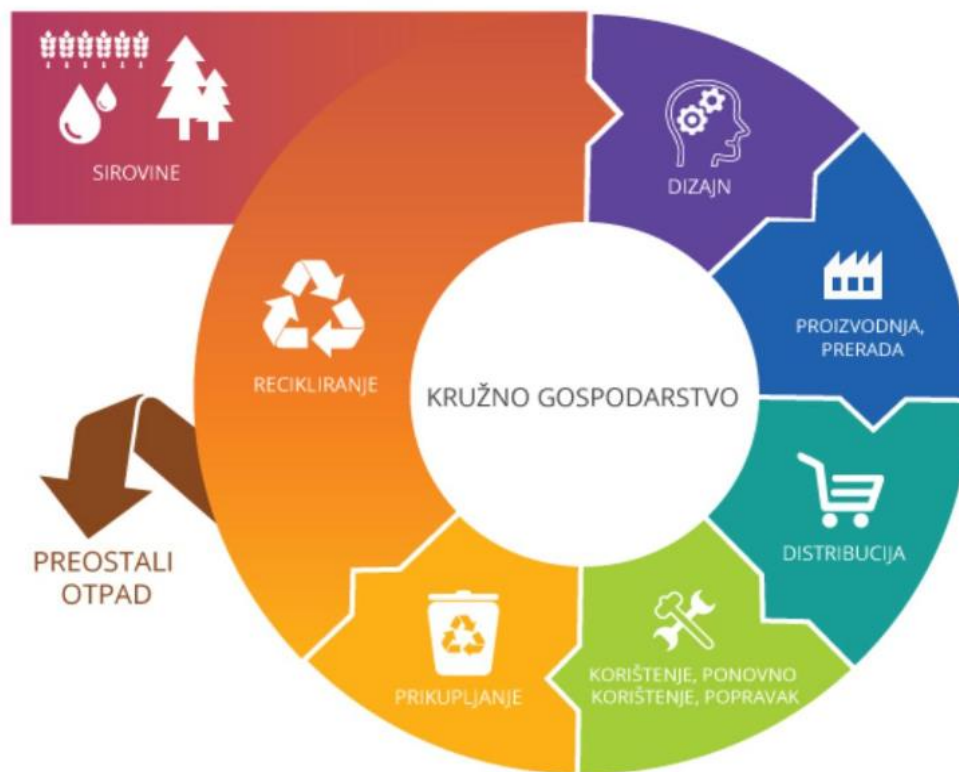 SIROVINE
DIZAJN
PROIZVODNJA,
PRERADA
RECIKLIRANJE
KRUŽNO GOSPODARSTVO
DISTRIBUCIJA
PREOSTALI
OTPAD
KORIŠTENJE, PONOVNO
KORIŠTENJE, POPRAVAK
PRIKUPLJANJE